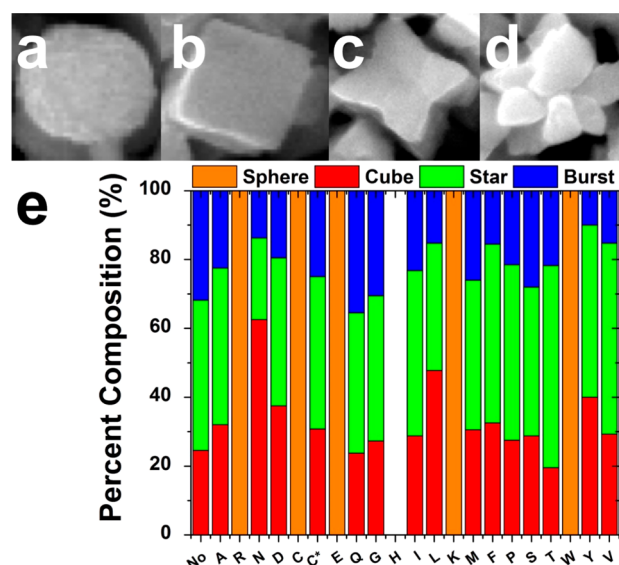 a b c d
Sphere Cube Star Burst
e
Percent Composition (%)
100
80
60
40
20
0
No A R N D C C* E Q G H I L K M F P S T W Y V